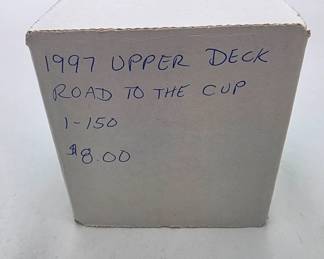 1997 UPPER DECK
ROAD TO THE CUP
1-150
$8.00